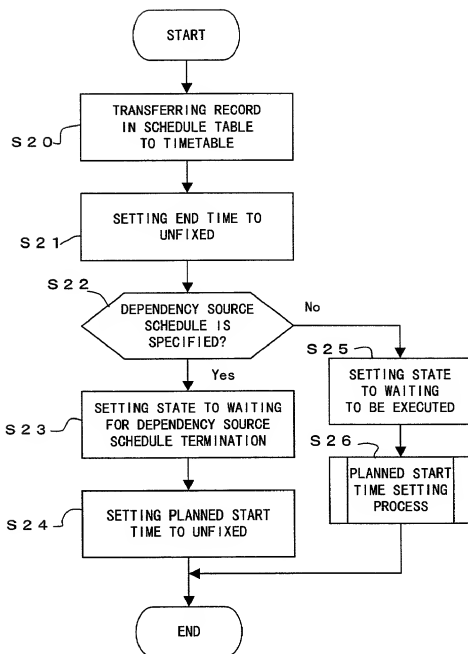 START
TRANSFERRING RECORD
IN SCHEDULE TABLE
TO TIMETABLE
S20
SETTING END TIME TO
UNFIXED
S21
S22
DEPENDENCY SOURCE
SCHEDULE IS
SPECIFIED?
No
Yes
S25
SETTING STATE
TO WAITING
TO BE EXECUTED
SETTING STATE TO WAITING
FOR DEPENDENCY SOURCE
SCHEDULE TERMINATION
S23
S26
PLANNED START
TIME SETTING
PROCESS
SETTING PLANNED START
TIME TO UNFIXED
S24
END